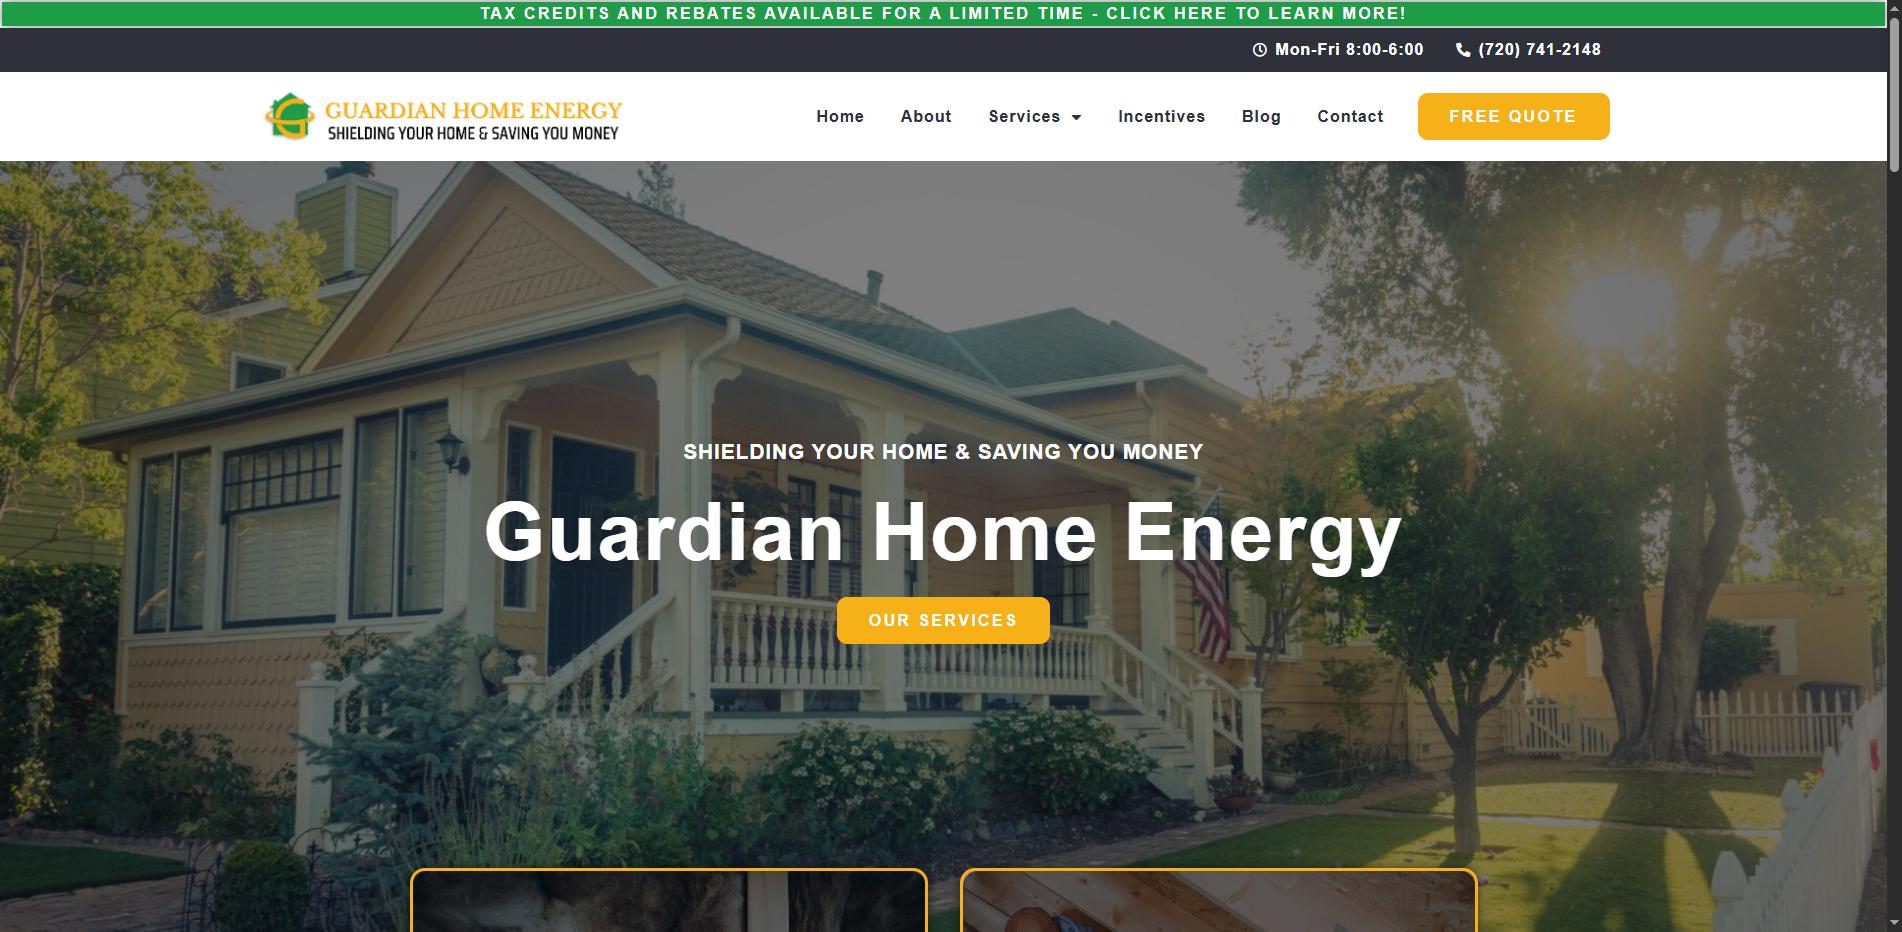 TAX CREDITS AND REBATES AVAILABLE FOR A LIMITED TIME - CLICK HERE TO LEARN MORE!
Mon-Fri 8:00-6:00 (720) 741-2148
GUARDIAN HOME ENERGY
SHIELDING YOUR HOME & SAVING YOU MONEY
Home About Services Incentives Blog Contact FREE QUOTE
SHIELDING YOUR HOME & SAVING YOU MONEY
Guardian Home Energy
OUR SERVICES